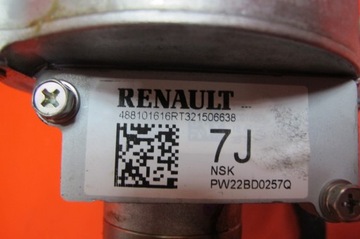 RENAULT
488101616RT321506638
7J
NSK
PW22BD0257Q